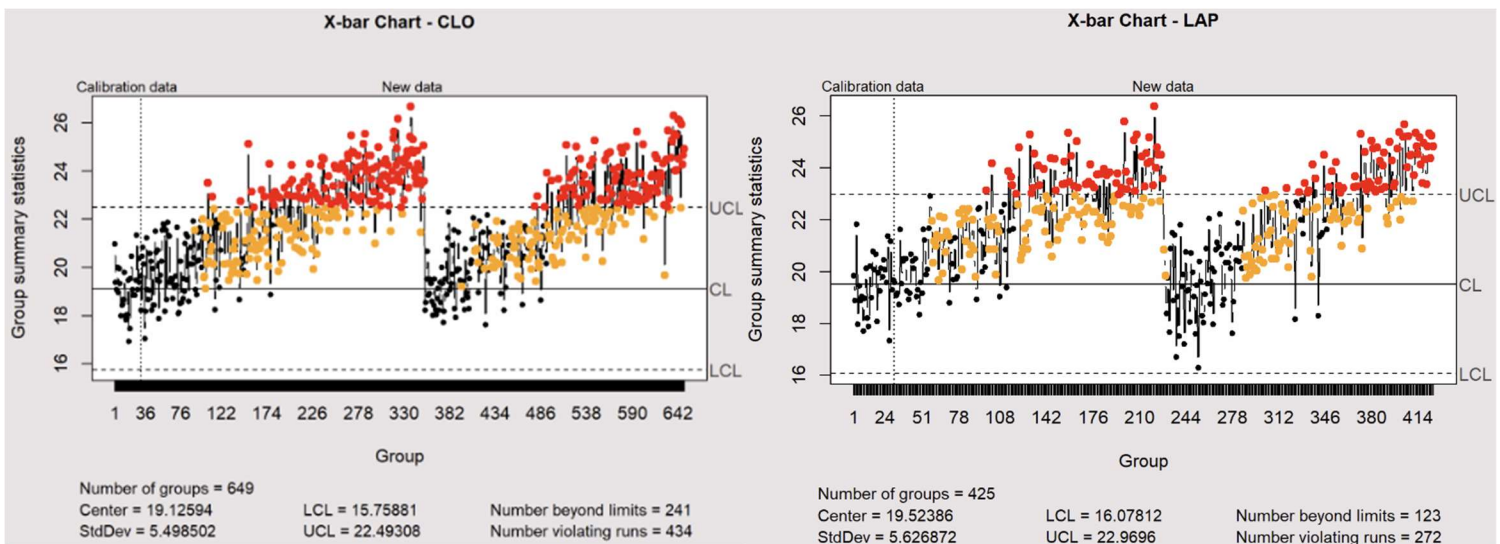 X-bar Chart - CLO
Calibration data New data
Group summary statistics
26
24
22
20
18
16
UCL
CL
LCL
1 36 76 122 174 226 278 330 382 434 486 538 590 642
Group
Number of groups = 649
Center = 19.12594 LCL = 15.75881 Number beyond limits = 241
StdDev = 5.498502 UCL = 22.49308 Number violating runs = 434
X-bar Chart - LAP
Calibration data New data
Group summary statistics
26
24
22
20
18
16
UCL
CL
LCL
1 24 51 78 108 142 176 210 244 278 312 346 380 414
Group
Number of groups = 425
Center = 19.52386 LCL = 16.07812 Number beyond limits = 123
StdDev = 5.626872 UCL = 22.9696 Number violating runs = 272